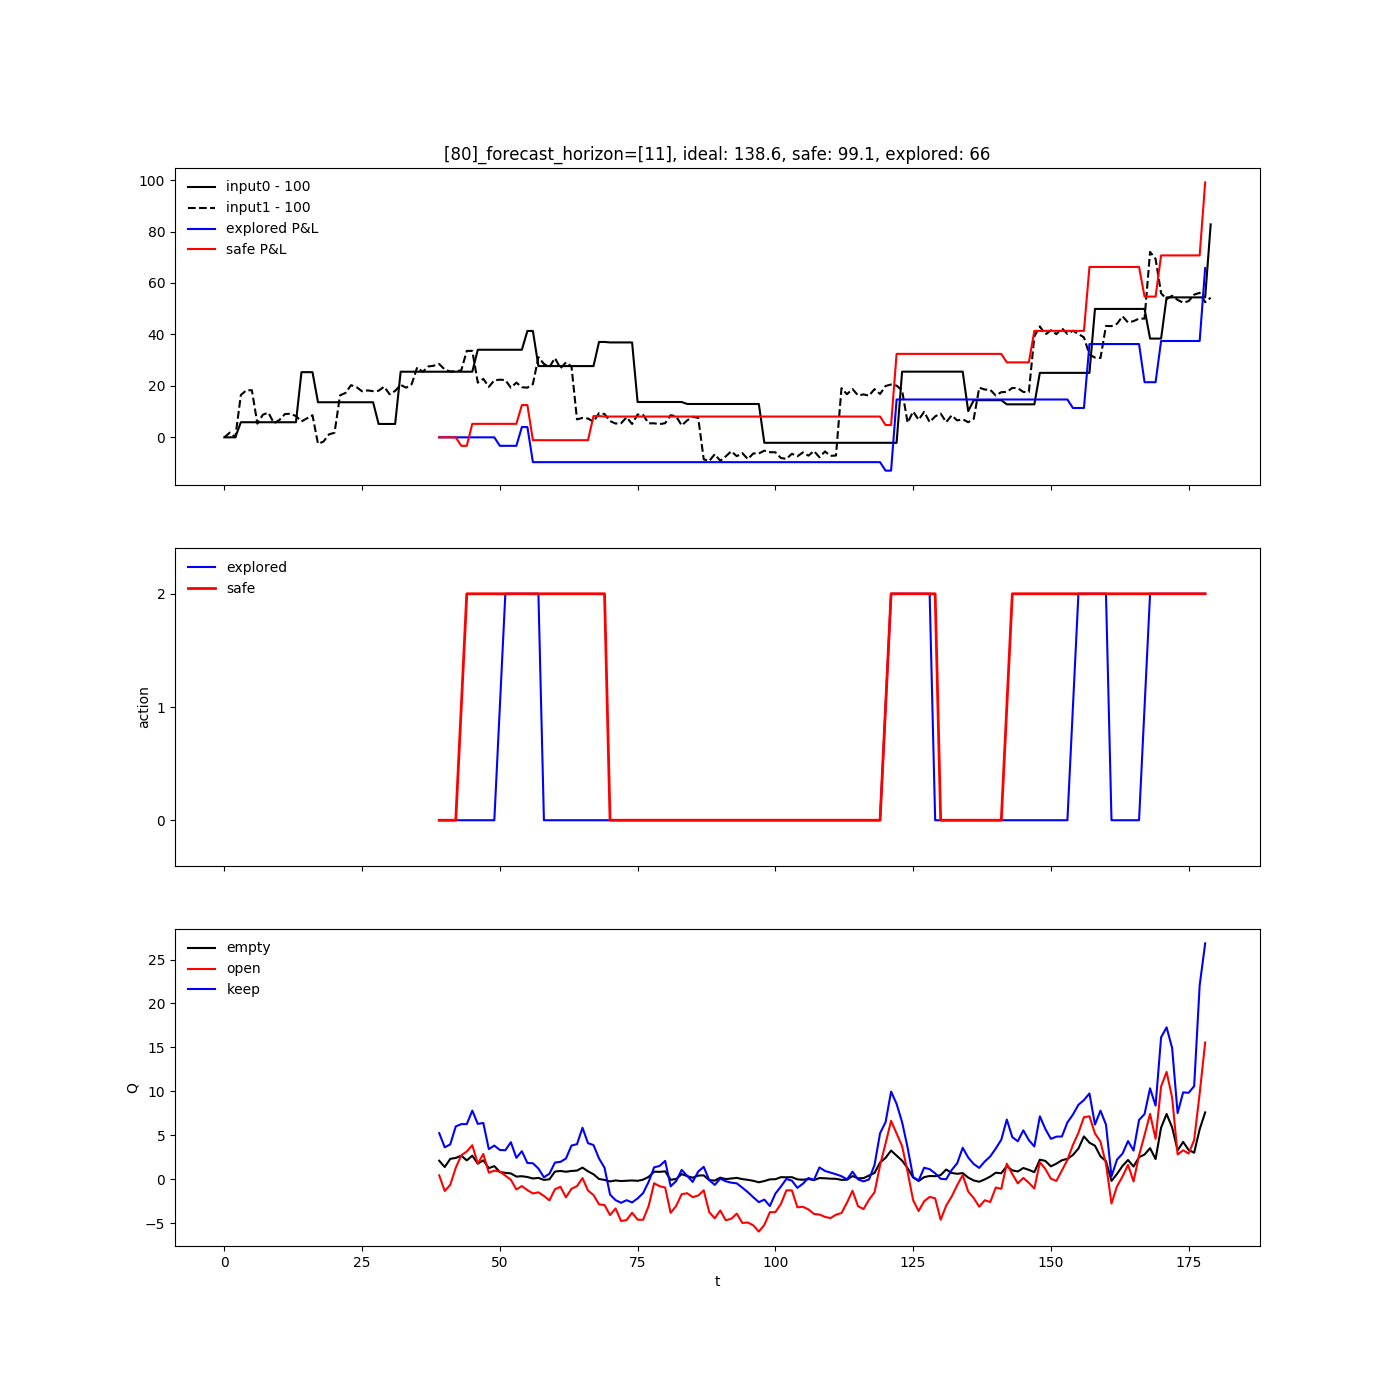 [80]_forecast_horizon=[11], ideal: 138.6, safe: 99.1, explored: 66
100
80
60
40
20
0
input0 - 100
input1 - 100
explored P&L
safe P&L
2
1
0
action
explored
safe
25
20
15
10
5
0
−5
Q
empty
open
keep
0
25
50
75
100
125
150
175
t